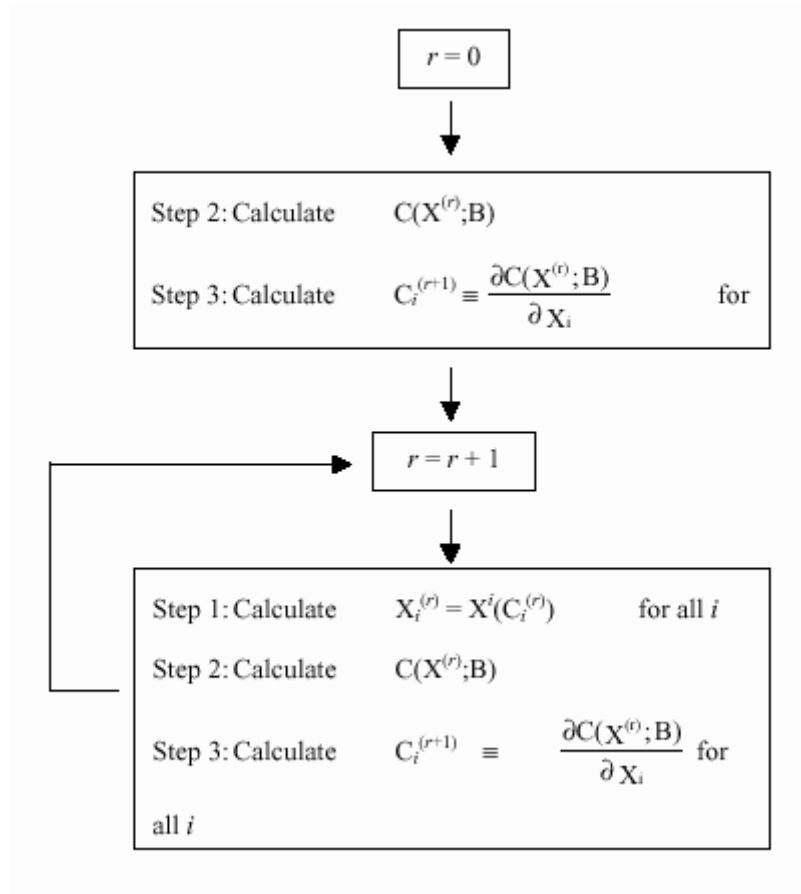 r = 0
Step 2: Calculate C(X^(r);B)
Step 3: Calculate C_i^(r+1) ≡ ∂C(X^(r);B) / ∂X_i for
r = r + 1
Step 1: Calculate X_i^(r) = X^i(C_i^(r)) for all i
Step 2: Calculate C(X^(r);B)
Step 3: Calculate C_i^(r+1) ≡ ∂C(X^(r);B) / ∂X_i for
all i